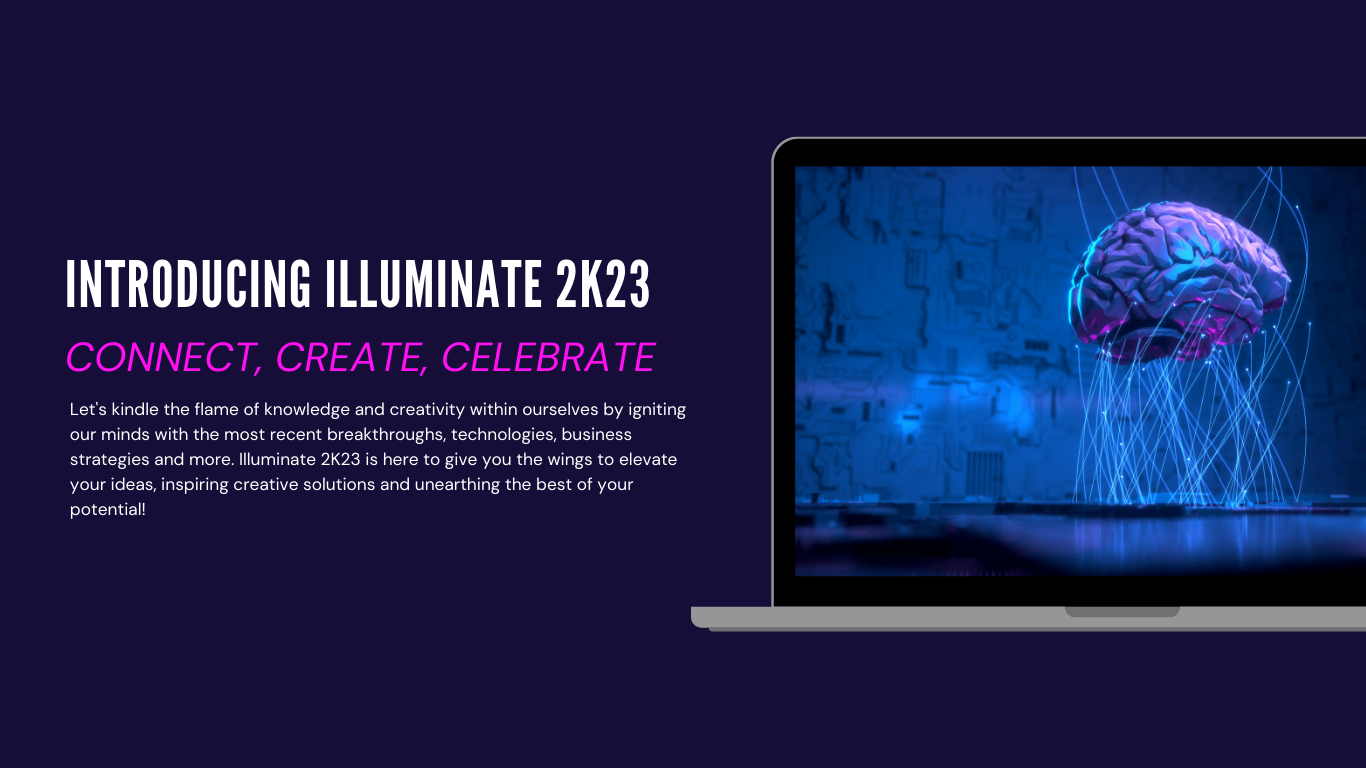 INTRODUCING ILLUMINATE 2K23
CONNECT, CREATE, CELEBRATE
Let's kindle the flame of knowledge and creativity within ourselves by igniting
our minds with the most recent breakthroughs, technologies, business
strategies and more. Illuminate 2K23 is here to give you the wings to elevate
your ideas, inspiring creative solutions and unearthing the best of your
potential!